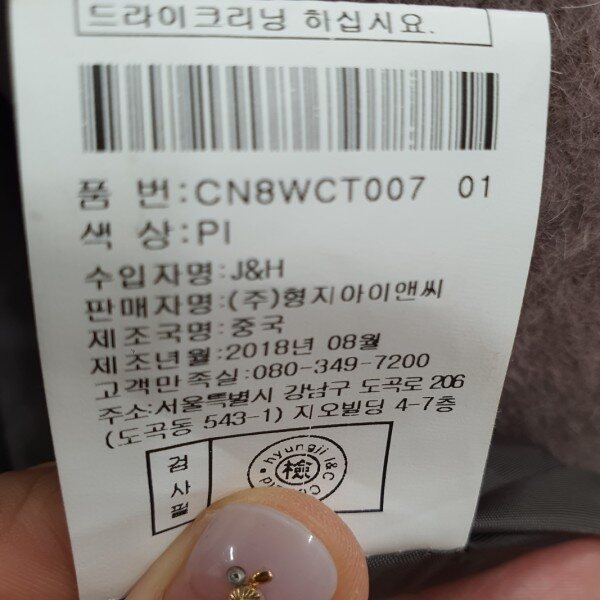 드라이크리닝 하십시요.
품 번:CN8WCT007 01
색 상:PI
수입자명:J&H
판매자명:(주)형지아이앤씨
제조국명:중국
제조년월:2018년 08월
고객만족실:080-349-7200
주소:서울특별시 강남구 도곡로 206
(도곡동 543-1) 지오빌딩 4-7층
검사필
hyungji I&C
檢